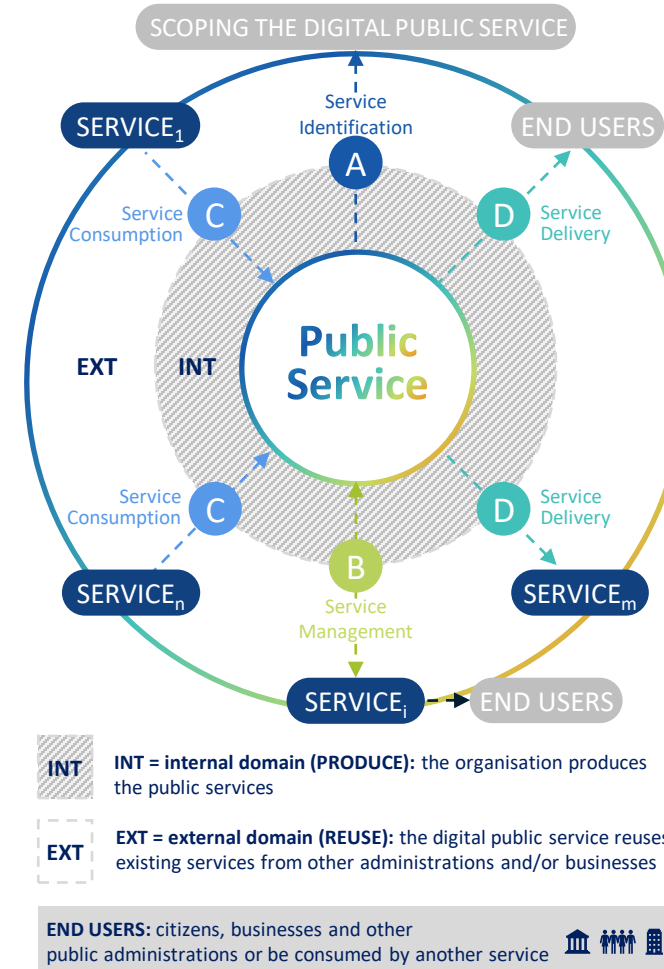 SCOPING THE DIGITAL PUBLIC SERVICE
Service
Identification
SERVICE1
END USERS
A
C
D
Service
Consumption
Service
Delivery
Public
Service
EXT
INT
Service
Consumption
C
D
Service
Delivery
B
SERVICEn
SERVICEm
Service
Management
SERVICEi
END USERS
INT
INT = internal domain (PRODUCE): the organisation produces
the public services
EXT
EXT = external domain (REUSE): the digital public service reuses
existing services from other administrations and/or businesses
END USERS: citizens, businesses and other
public administrations or be consumed by another service